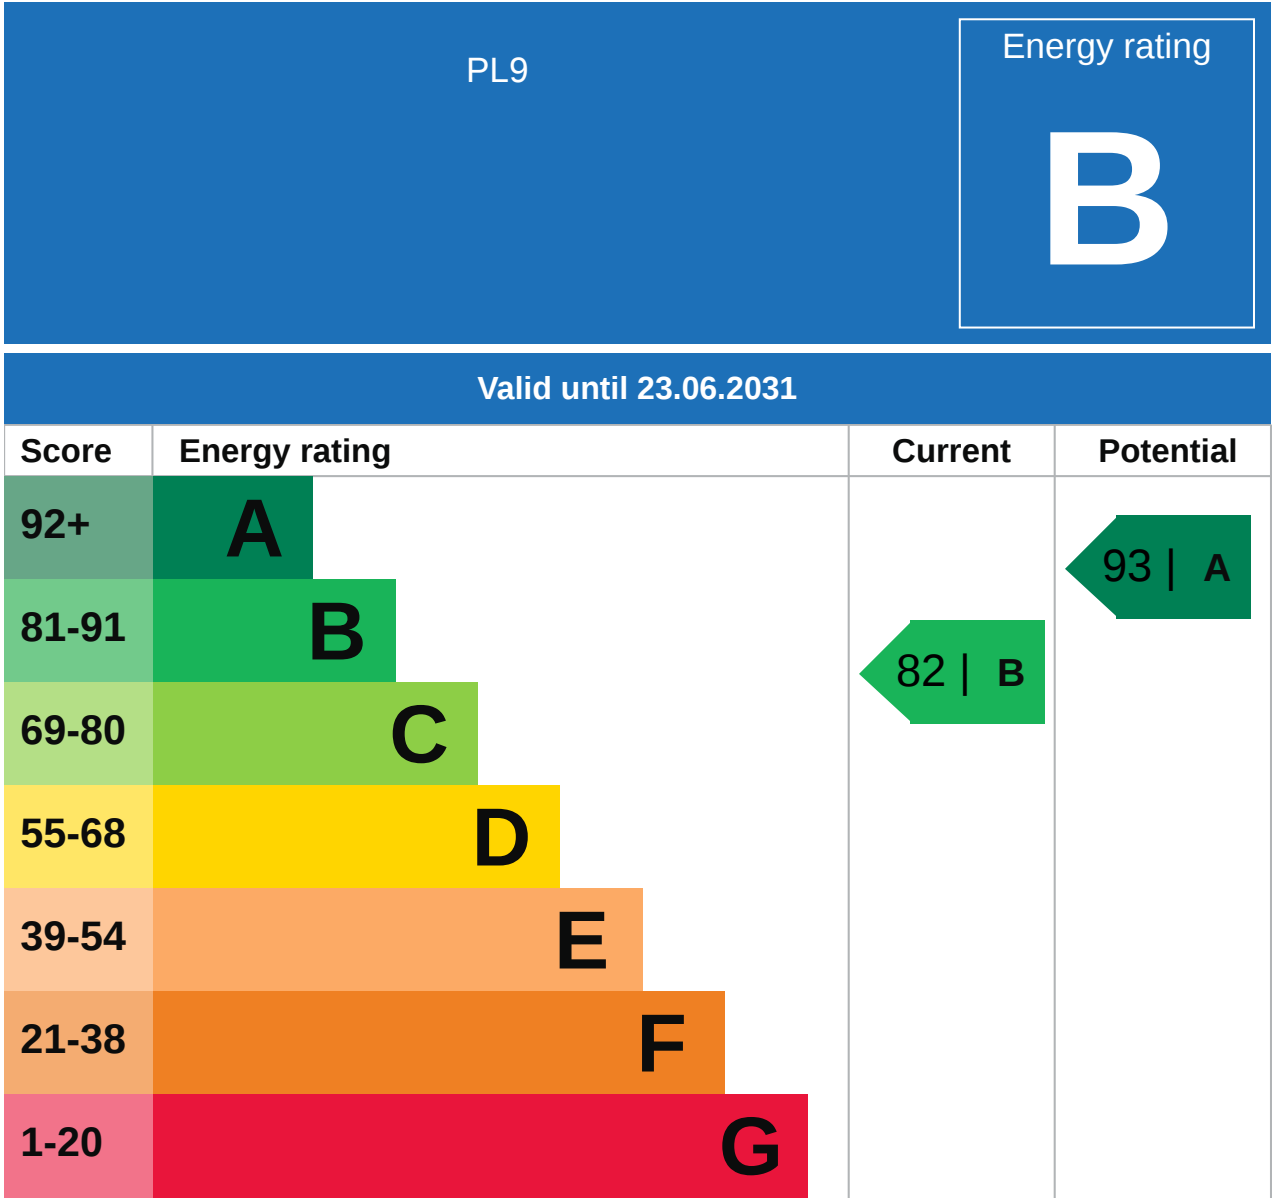 PL9
Energy rating
B
Valid until 23.06.2031
Score Energy rating Current Potential
92+ A
93 | A
81-91 B
82 | B
69-80 C
55-68 D
39-54 E
21-38 F
1-20 G